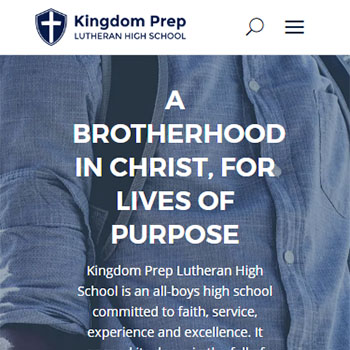 Kingdom Prep
LUTHERAN HIGH SCHOOL
A
BROTHERHOOD
IN CHRIST, FOR
LIVES OF
PURPOSE
Kingdom Prep Lutheran High
School is an all-boys high school
committed to faith, service,
experience and excellence. It